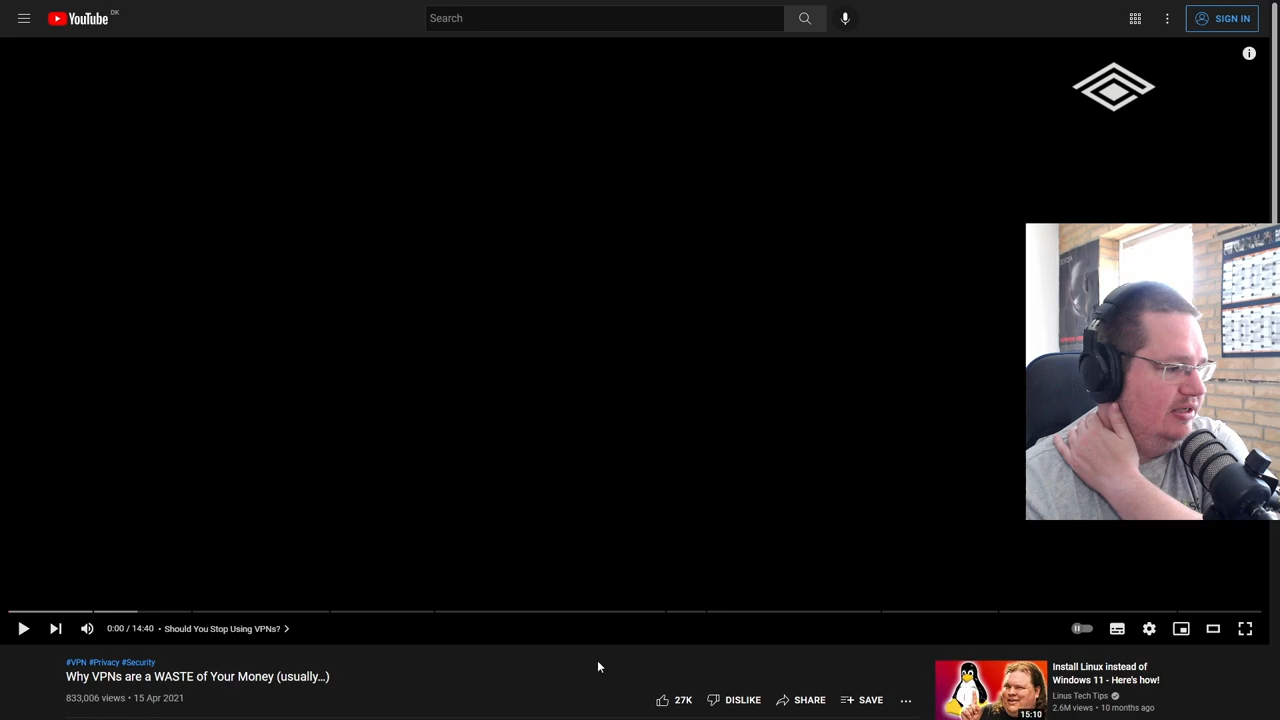 YouTube
DK
Search
SIGN IN
0:00 / 14:40 • Should You Stop Using VPNs?
#VPN #Privacy #Security
Why VPNs are a WASTE of Your Money (usually…)
833,006 views • 15 Apr 2021
27K
DISLIKE
SHARE
SAVE
15:10
Install Linux instead of
Windows 11 - Here's how!
Linus Tech Tips
2.6M views • 10 months ago